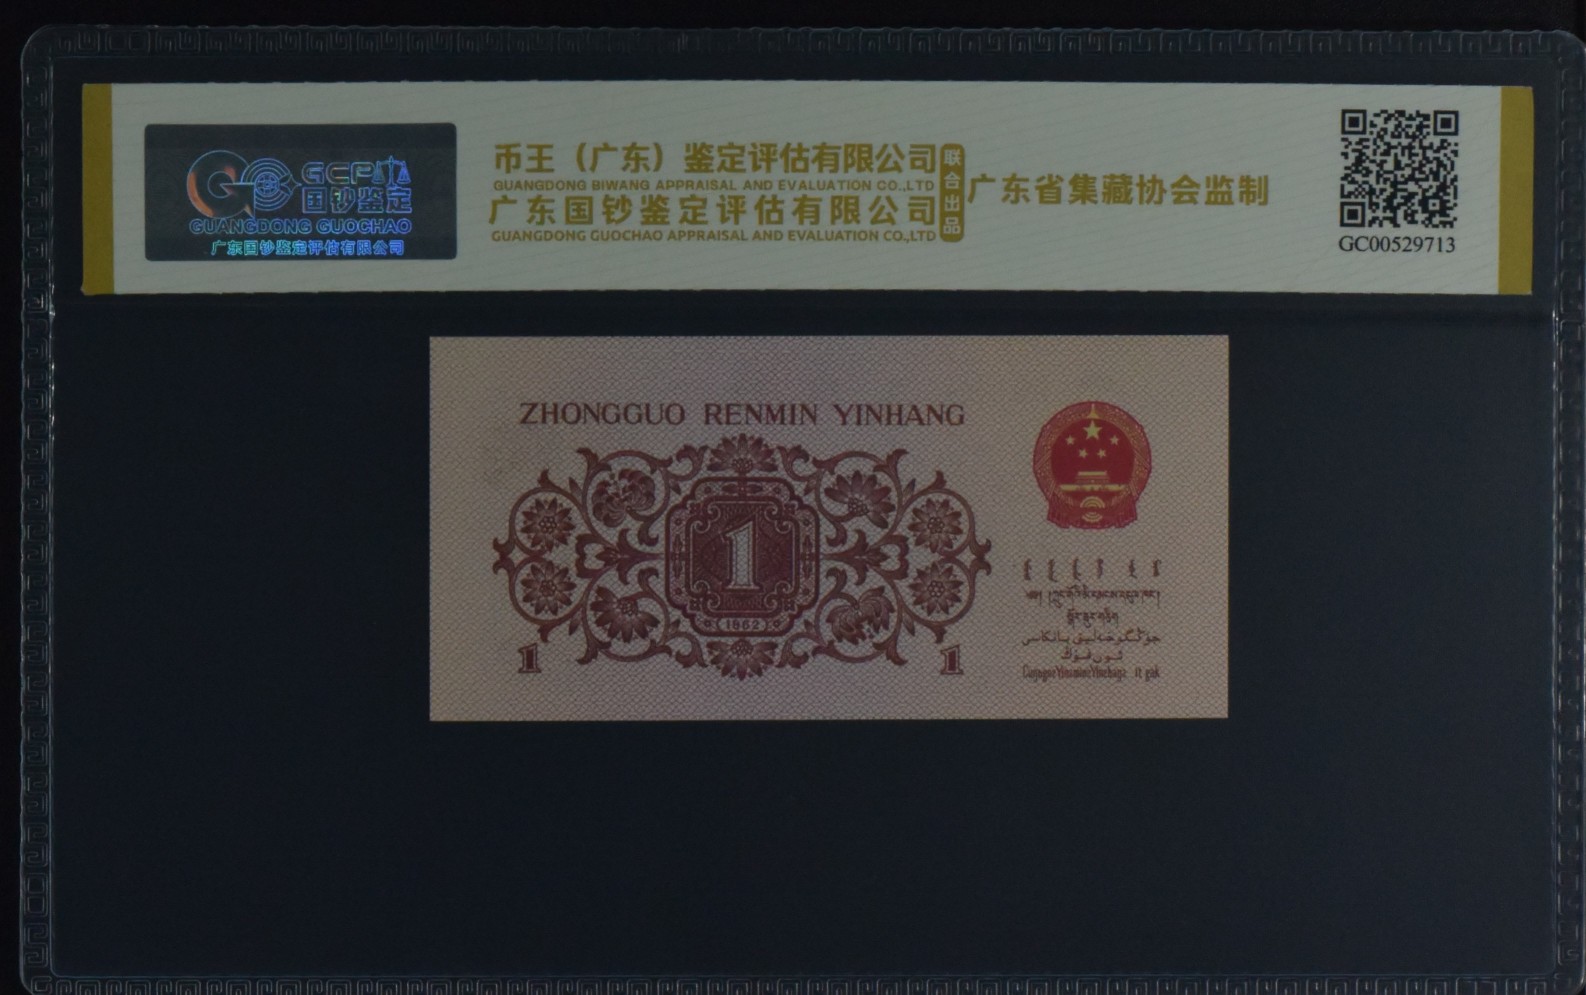 GCP
国钞鉴定
GUANGDONG GUOCHAO
广东国钞鉴定评估有限公司
币王（广东）鉴定评估有限公司
GUANGDONG BIWANG APPRAISAL AND EVALUATION CO.,LTD
广东国钞鉴定评估有限公司
GUANGDONG GUOCHAO APPRAISAL AND EVALUATION CO.,LTD
联合出品
广东省集藏协会监制
GC00529713
ZHONGGUO RENMIN YINHANG
1
1962
1
1